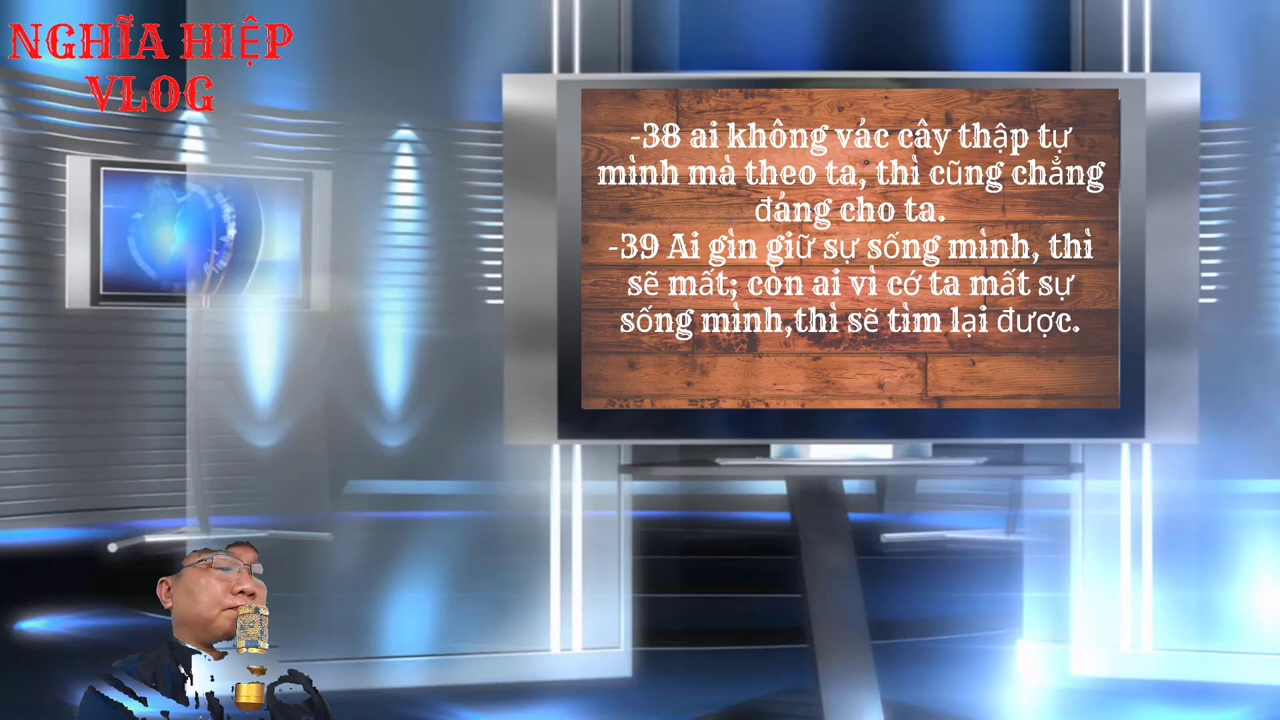 NGHĨA HIỆP
VLOG
-38 ai không vác cây thập tự
mình mà theo ta, thì cũng chẳng
đáng cho ta.
-39 Ai gìn giữ sự sống mình, thì
sẽ mất; còn ai vì cớ ta mất sự
sống mình,thì sẽ tìm lại được.